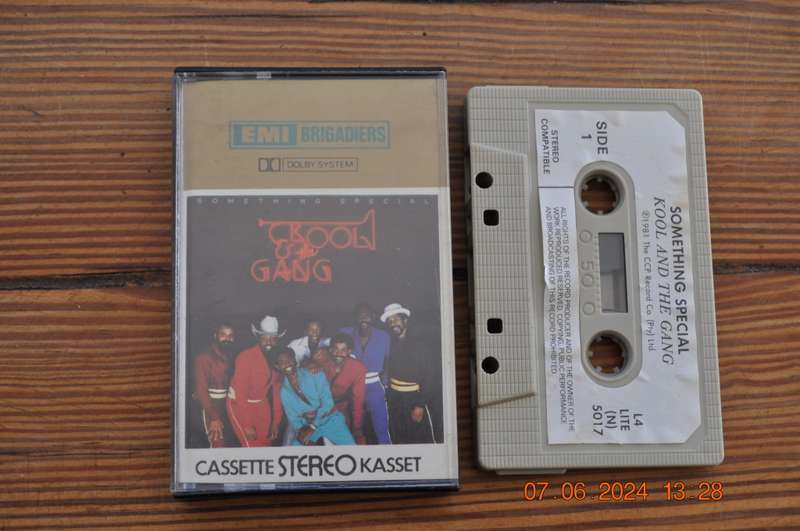 EMI BRIGADIERS
DOLBY SYSTEM
SOMETHING SPECIAL
KOOL
& THE
GANG
CASSETTE STEREO KASSET
SIDE
1
STEREO
COMPATIBLE
SOMETHING SPECIAL
KOOL AND THE GANG
℗1981 The CCP Record Co. (Pty) Ltd.
ALL RIGHTS OF THE RECORD PRODUCER AND OF THE OWNER OF THE
WORK REPRODUCED RESERVED. COPYING, PUBLIC PERFORMANCE
AND BROADCASTING OF THIS RECORD PROHIBITED
L4
LITE
(N)
5017
0 50
07.06.2024 13:28